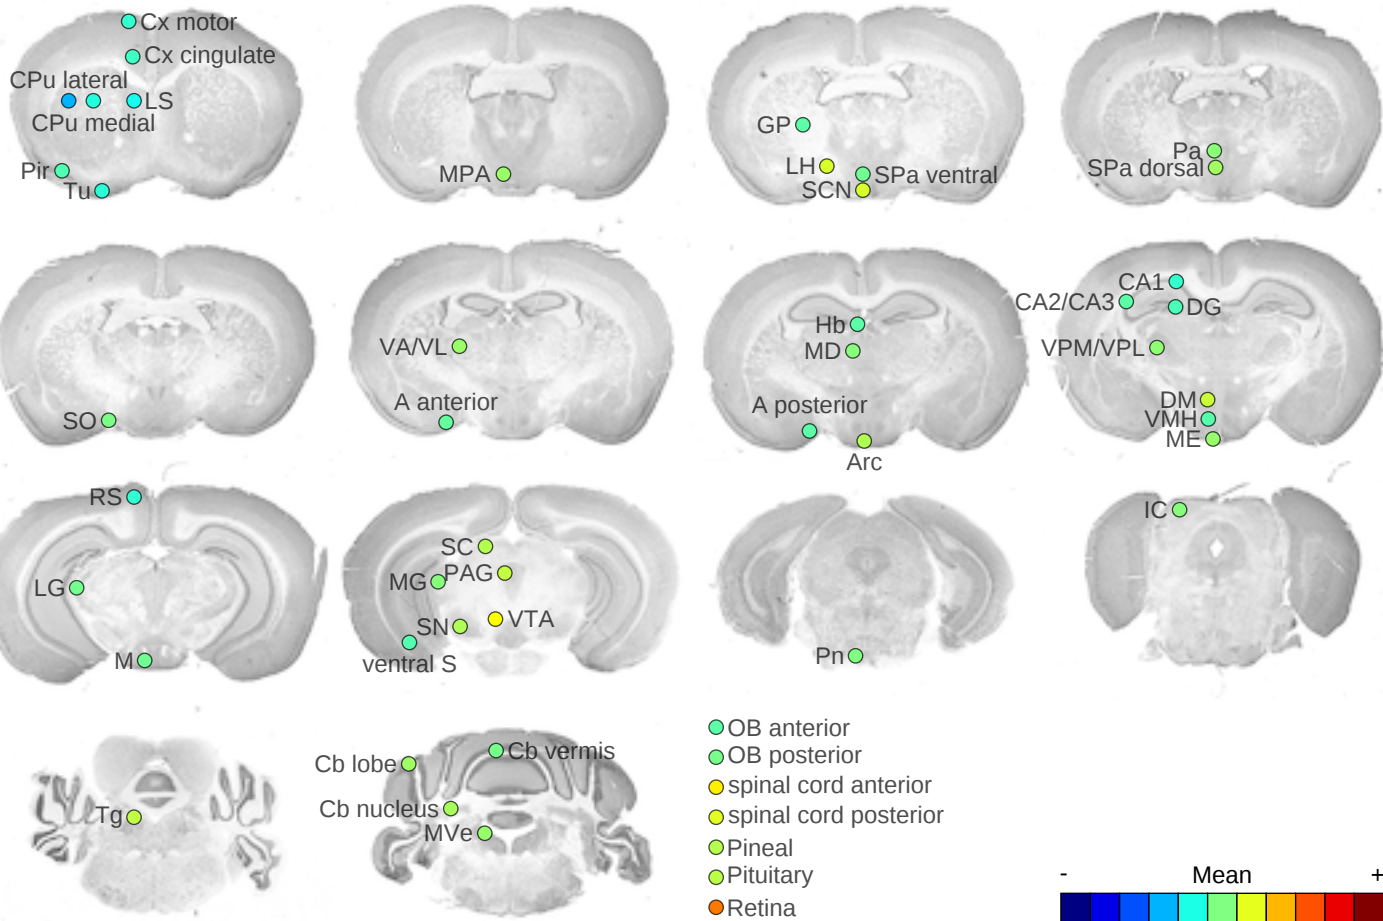 Cx motor
Cx cingulate
CPu lateral
LS
CPu medial
Pir
Tu
MPA
GP
LH
SPa ventral
SCN
Pa
SPa dorsal
SO
VA/VL
A anterior
Hb
MD
A posterior
Arc
CA1
CA2/CA3
DG
VPM/VPL
DM
VMH
ME
RS
LG
M
SC
PAG
MG
VTA
SN
ventral S
Pn
IC
Tg
Cb vermis
Cb lobe
Cb nucleus
MVe
OB anterior
OB posterior
spinal cord anterior
spinal cord posterior
Pineal
Pituitary
Retina
- Mean +